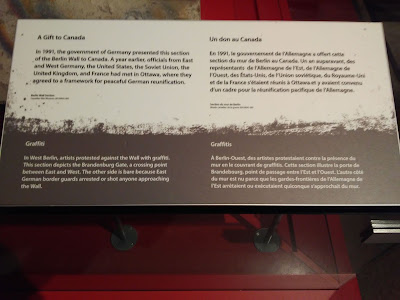 A Gift to Canada
In 1991, the government of Germany presented this section
of the Berlin Wall to Canada. A year earlier, officials from East
and West Germany, the United States, the Soviet Union, the
United Kingdom, and France had met in Ottawa, where they
agreed to a framework for peaceful German reunification.
Berlin Wall Section
Un don au Canada
En 1991, le gouvernement de l'Allemagne a offert cette
section du mur de Berlin au Canada. Un an auparavant, des
représentants de l'Allemagne de l'Est, de l'Allemagne de
l'Ouest, des États-Unis, de l'Union soviétique, du Royaume-Uni
et de la France s'étaient réunis à Ottawa et y avaient convenu
d'un cadre pour la réunification pacifique de l'Allemagne.
Section du mur de Berlin
Graffiti
In West Berlin, artists protested against the Wall with graffiti.
This section depicts the Brandenburg Gate, a crossing point
between East and West. The other side is bare because East
German border guards arrested or shot anyone approaching
the Wall.
Graffitis
À Berlin-Ouest, des artistes protestaient contre la présence du
mur en le couvrant de graffitis. Cette section illustre la porte de
Brandebourg, point de passage entre l'Est et l'Ouest. L'autre côté
du mur est nu parce que les gardes-frontières de l'Allemagne de
l'Est arrêtaient ou exécutaient quiconque s'approchait du mur.